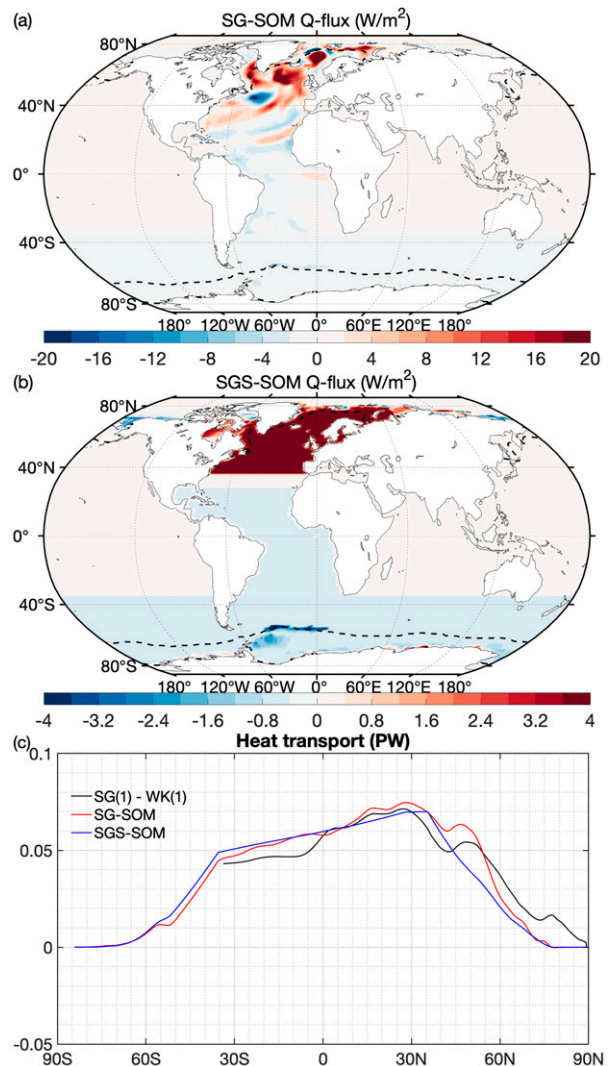 (a) SG-SOM Q-flux (W/m²)
80°N
40°N
0°
40°S
80°S
180° 120°W 60°W 0° 60°E 120°E 180°
-20 -16 -12 -8 -4 0 4 8 12 16 20
(b) SGS-SOM Q-flux (W/m²)
80°N
40°N
0°
40°S
80°S
180° 120°W 60°W 0° 60°E 120°E 180°
-4 -3.2 -2.4 -1.6 -0.8 0 0.8 1.6 2.4 3.2 4
(c) Heat transport (PW)
0.1
SG(1) - WK(1)
SG-SOM
SGS-SOM
0.05
0
-0.05
90S 60S 30S 0 30N 60N 90N